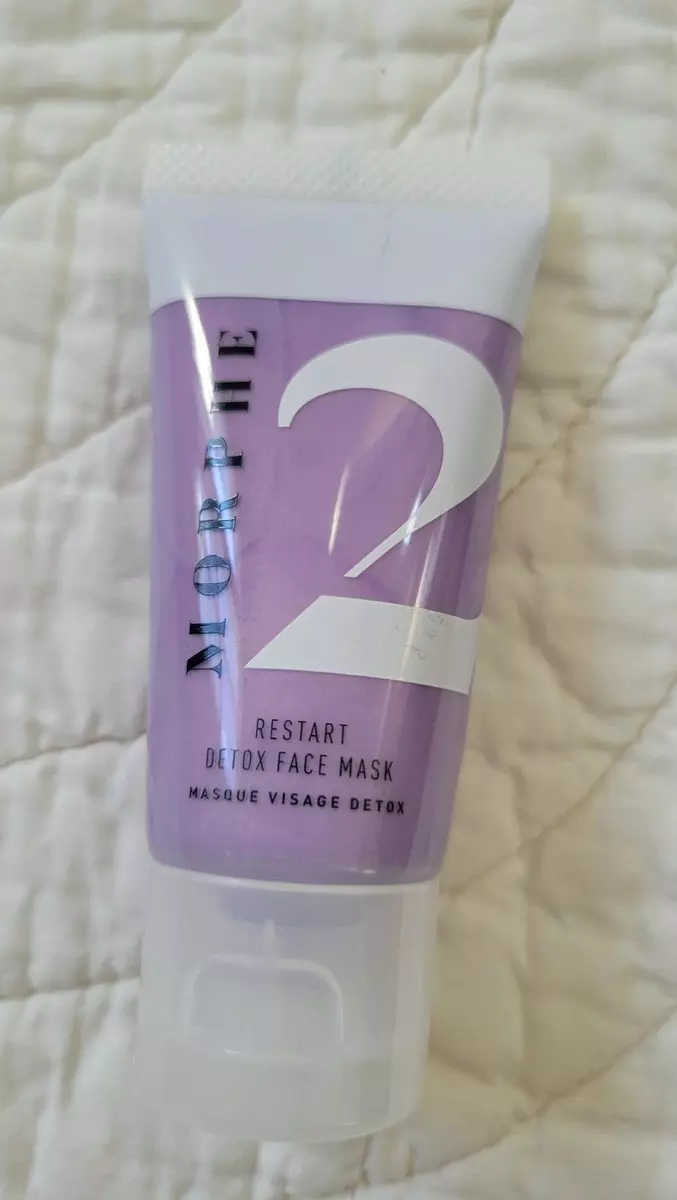 MORPHE
2
RESTART
DETOX FACE MASK
MASQUE VISAGE DETOX